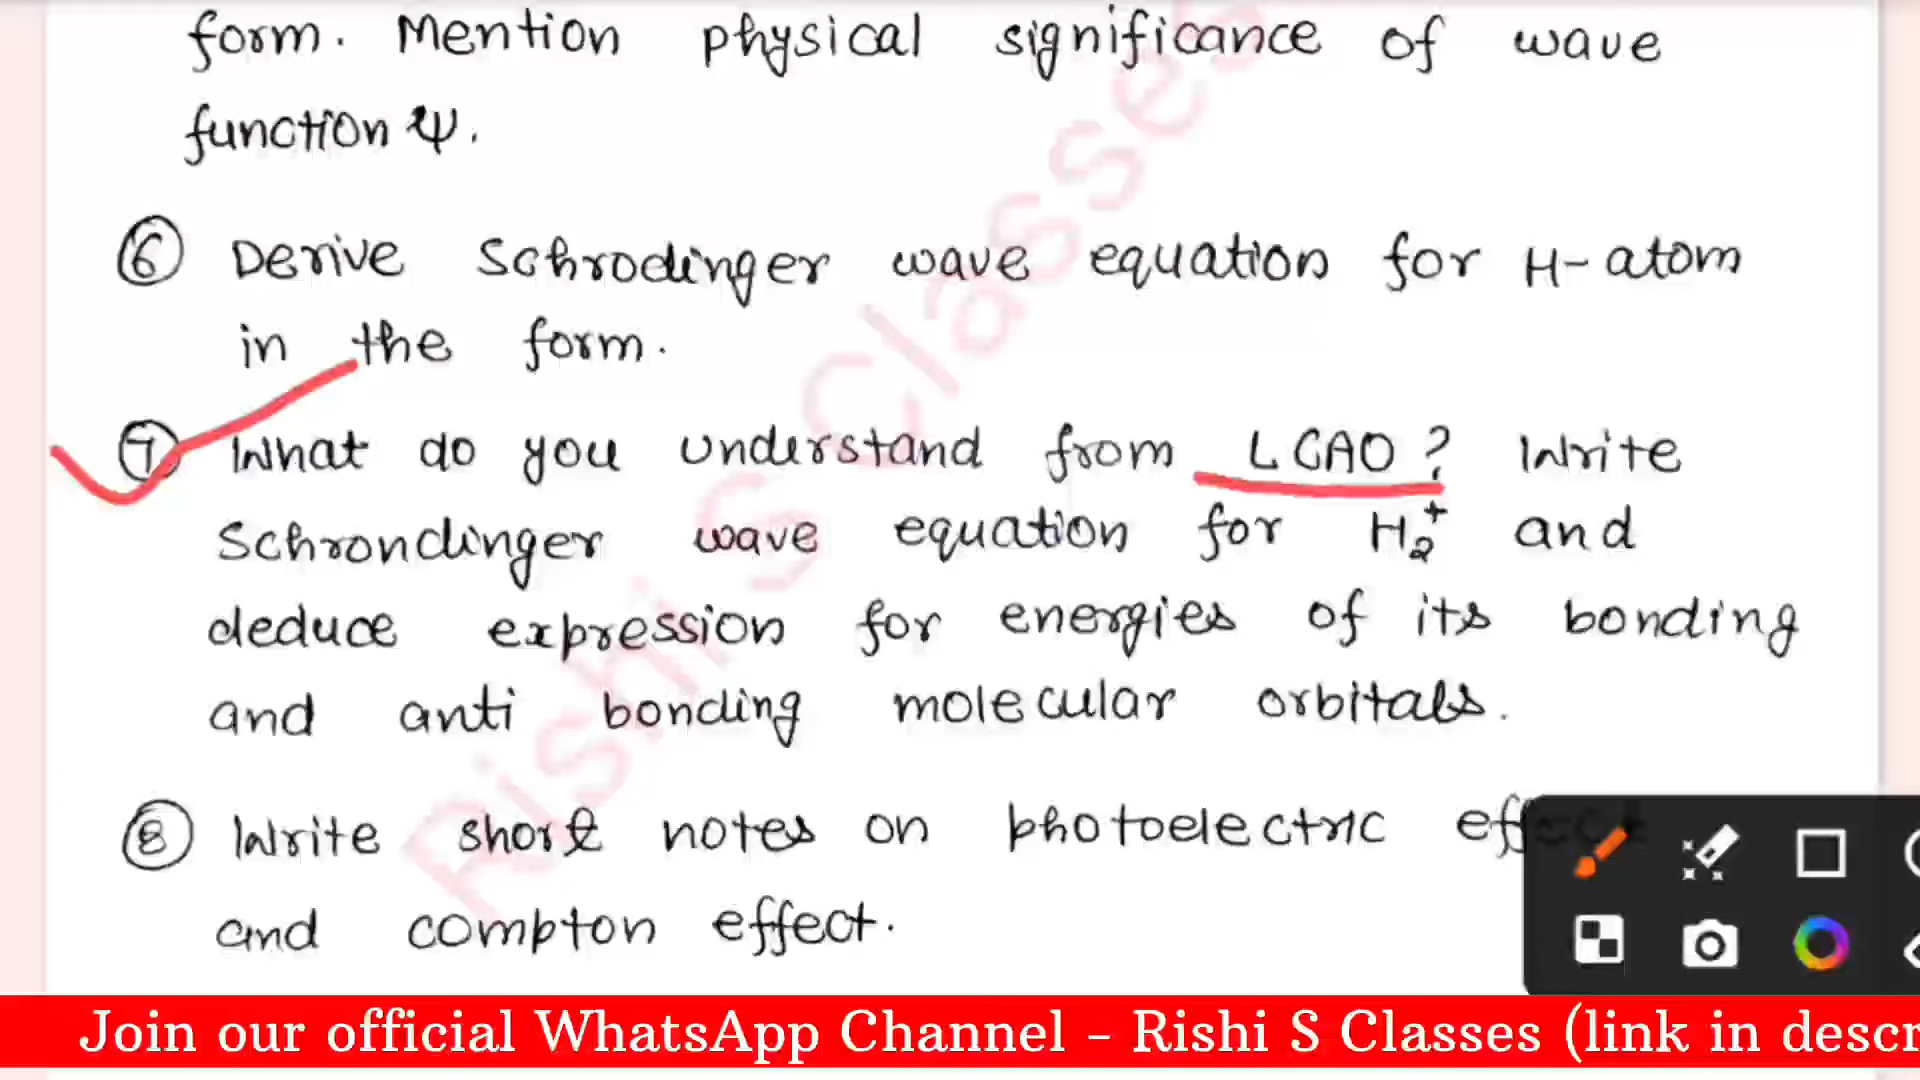 form. Mention physical significance of wave
function ψ.
⑥ Derive Schrodinger wave equation for H-atom
in the form.
⑦ What do you understand from LCAO? Write
Schrondinger wave equation for H₂⁺ and
deduce expression for energies of its bonding
and anti bonding molecular orbitals.
⑧ Write short notes on photoelectric effect
and compton effect.
Rishi S Classes
Join our official WhatsApp Channel - Rishi S Classes (link in descr